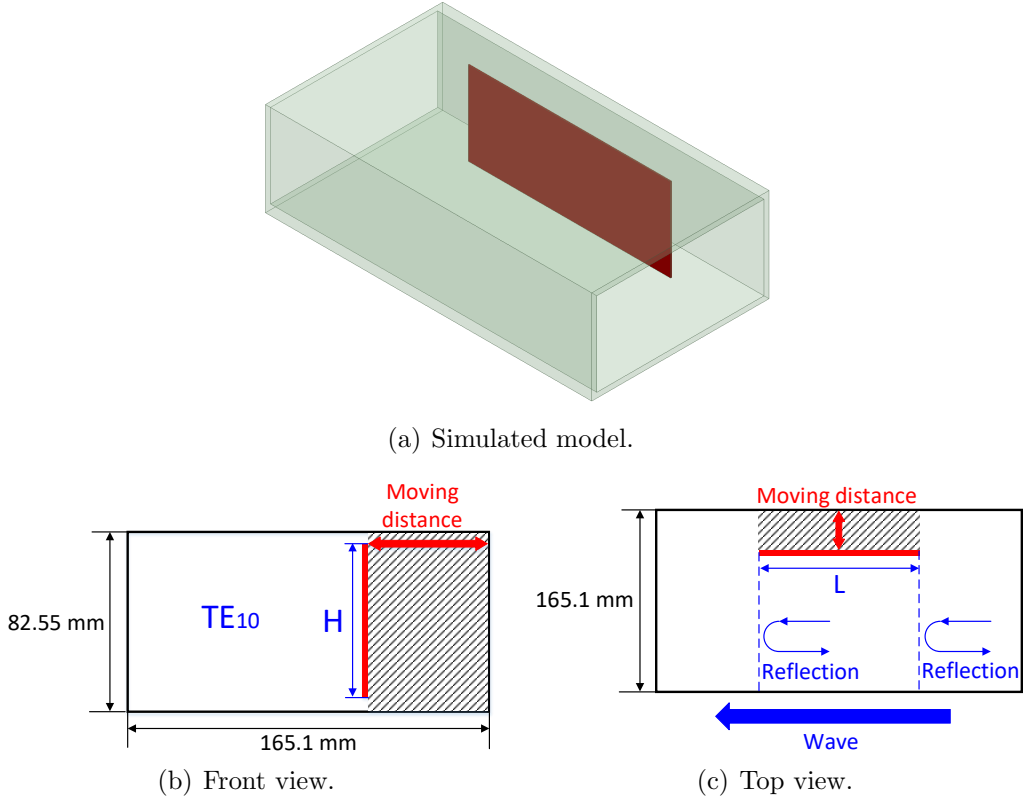 (a) Simulated model.
Moving
distance
82.55 mm
TE10
H
165.1 mm
(b) Front view.
Moving distance
165.1 mm
L
Reflection
Reflection
Wave
(c) Top view.